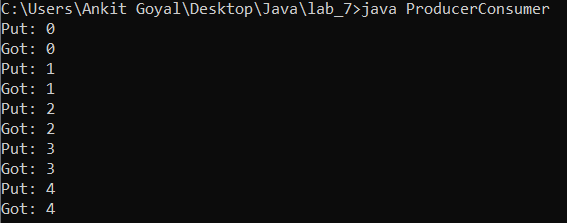 C:\Users\Ankit Goyal\Desktop\Java\lab_7>java ProducerConsumer
Put: 0
Got: 0
Put: 1
Got: 1
Put: 2
Got: 2
Put: 3
Got: 3
Put: 4
Got: 4